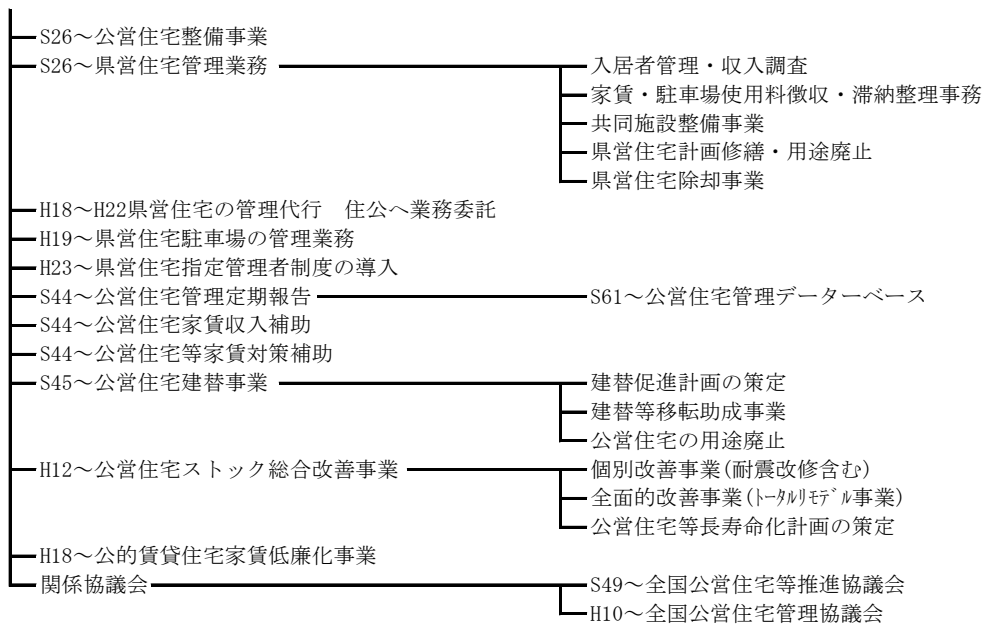 S26～公営住宅整備事業
S26～県営住宅管理業務
入居者管理・収入調査
家賃・駐車場使用料徴収・滞納整理事務
共同施設整備事業
県営住宅計画修繕・用途廃止
県営住宅除却事業
H18～H22県営住宅の管理代行　住公へ業務委託
H19～県営住宅駐車場の管理業務
H23～県営住宅指定管理者制度の導入
S44～公営住宅管理定期報告
S61～公営住宅管理データーベース
S44～公営住宅家賃収入補助
S44～公営住宅等家賃対策補助
S45～公営住宅建替事業
建替促進計画の策定
建替等移転助成事業
公営住宅の用途廃止
H12～公営住宅ストック総合改善事業
個別改善事業(耐震改修含む)
全面的改善事業(ﾄｰﾀﾙﾘﾓﾃﾞﾙ事業)
公営住宅等長寿命化計画の策定
H18～公的賃貸住宅家賃低廉化事業
関係協議会
S49～全国公営住宅等推進協議会
H10～全国公営住宅管理協議会